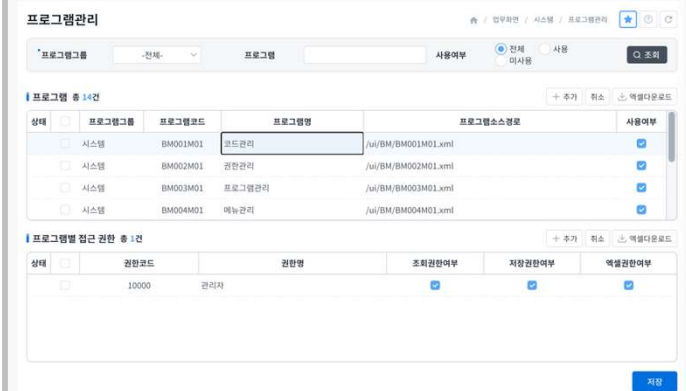 프로그램관리
/ 업무화면 / 시스템 / 프로그램관리
*프로그램그룹 -전체- 프로그램 사용여부 전체 사용 미사용 조회
프로그램 총 14건 + 추가 취소 엑셀다운로드
상태 프로그램그룹 프로그램코드 프로그램명 프로그램소스경로 사용여부
시스템 BM001M01 코드관리 /ui/BM/BM001M01.xml
시스템 BM002M01 권한관리 /ui/BM/BM002M01.xml
시스템 BM003M01 프로그램관리 /ui/BM/BM003M01.xml
시스템 BM004M01 메뉴관리 /ui/BM/BM004M01.xml
프로그램별 접근 권한 총 1건 + 추가 취소 엑셀다운로드
상태 권한코드 권한명 조회권한여부 저장권한여부 엑셀권한여부
10000 관리자
저장